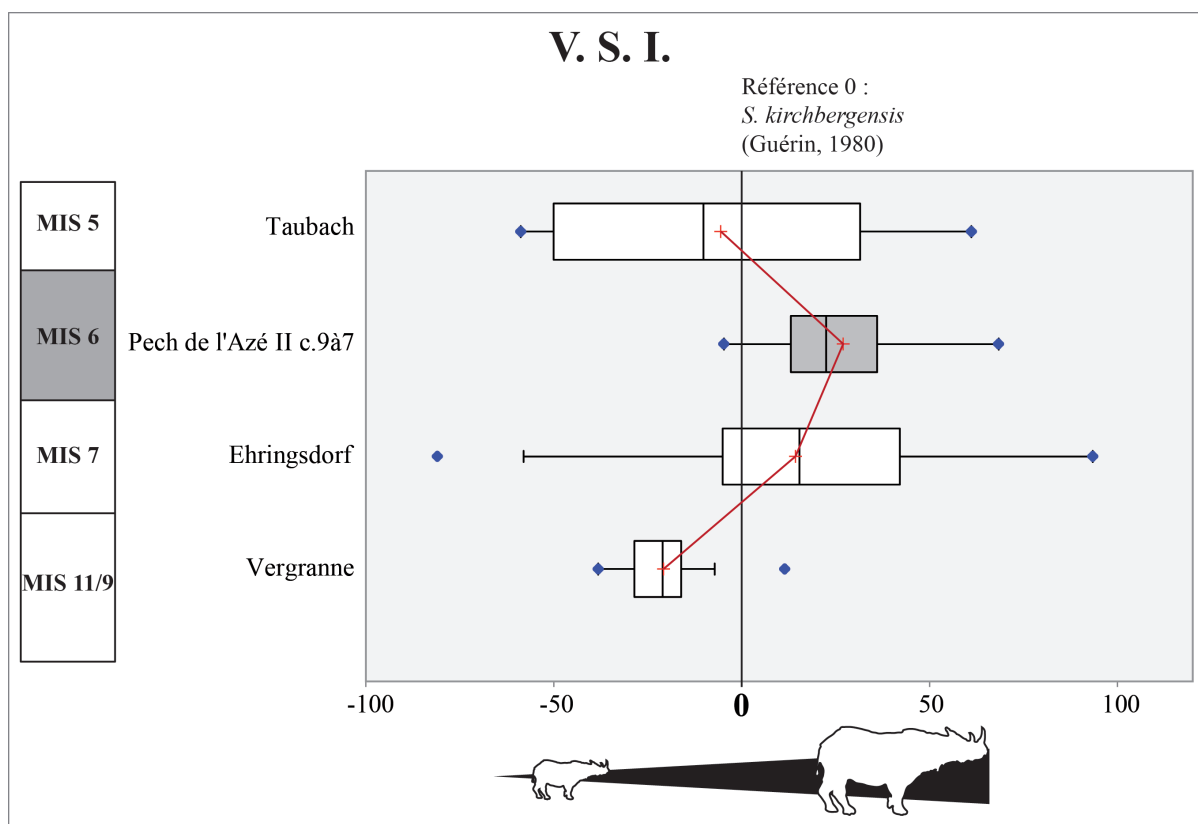 V. S. I.
Référence 0 :
S. kirchbergensis
(Guérin, 1980)
MIS 5
Taubach
MIS 6
Pech de l'Azé II c.9à7
MIS 7
Ehringsdorf
MIS 11/9
Vergranne
-100
-50
0
50
100